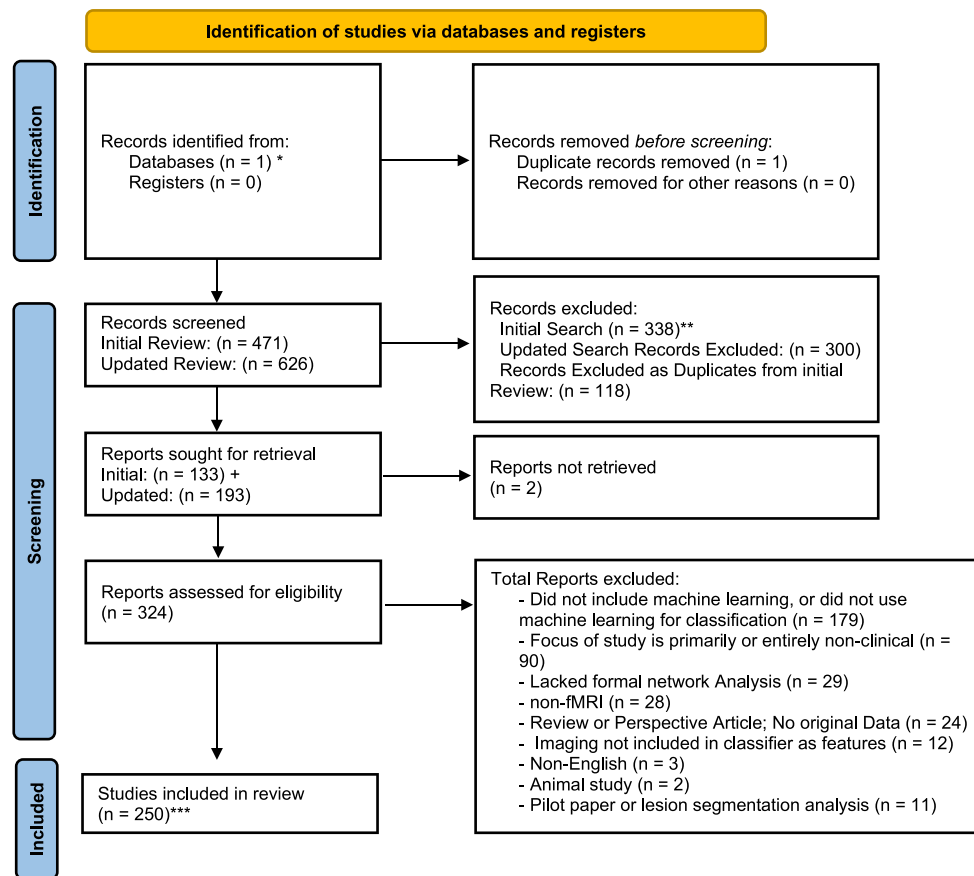 Identification of studies via databases and registers
Identification
Records identified from:
Databases (n = 1) *
Registers (n = 0)
Records removed before screening:
Duplicate records removed (n = 1)
Records removed for other reasons (n = 0)
Screening
Records screened
Initial Review: (n = 471)
Updated Review: (n = 626)
Records excluded:
Initial Search (n = 338)**
Updated Search Records Excluded: (n = 300)
Records Excluded as Duplicates from initial
Review: (n = 118)
Reports sought for retrieval
Initial: (n = 133) +
Updated: (n = 193)
Reports not retrieved
(n = 2)
Reports assessed for eligibility
(n = 324)
Total Reports excluded:
- Did not include machine learning, or did not use
machine learning for classification (n = 179)
- Focus of study is primarily or entirely non-clinical (n =
90)
- Lacked formal network Analysis (n = 29)
- non-fMRI (n = 28)
- Review or Perspective Article; No original Data (n = 24)
- Imaging not included in classifier as features (n = 12)
- Non-English (n = 3)
- Animal study (n = 2)
- Pilot paper or lesion segmentation analysis (n = 11)
Included
Studies included in review
(n = 250)***